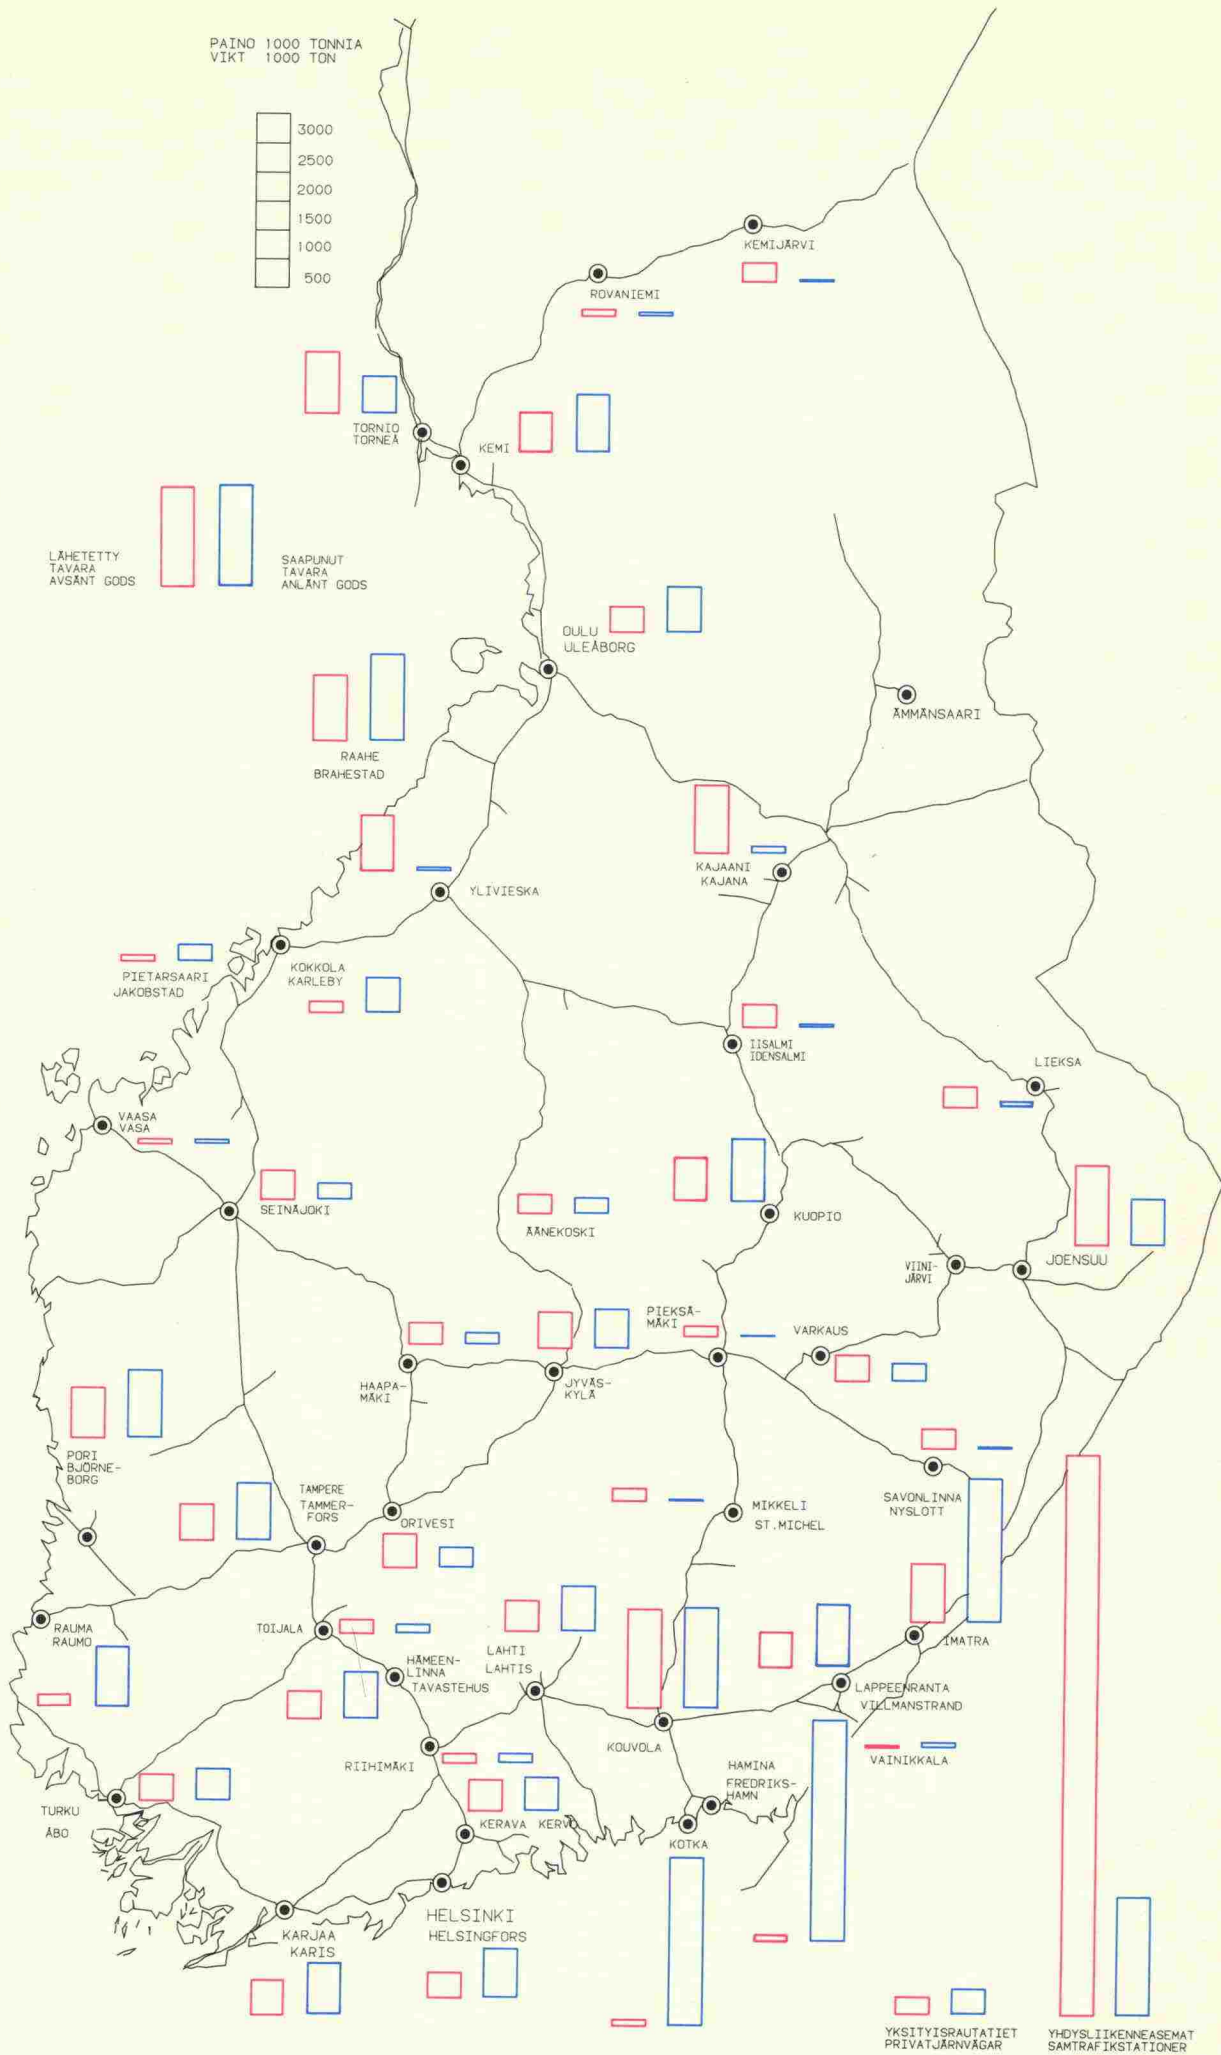 PAINO 1000 TONNIA
VIKT 1000 TON
3000
2500
2000
1500
1000
500
KEMIJÄRVI
ROVANIEMI
TORNIO
TORNEÅ
KEMI
LÄHETETTY
TAVARA
AVSÄNT GODS
SAAPUNUT
TAVARA
ANLÄNT GODS
OULU
ULEÅBORG
ÄMMÄNSAARI
RAAHE
BRAHESTAD
KAJAANI
KAJANA
YLIVIESKA
PIETARSAARI
JAKOBSTAD
KOKKOLA
KARLEBY
IISALMI
IDENSALMI
LIEKSA
VAASA
VASA
SEINÄJOKI
ÄÄNEKOSKI
KUOPIO
VIINI-
JÄRVI
JOENSUU
PIEKSÄ-
MÄKI
VARKAUS
HAAPA-
MÄKI
JYVÄS-
KYLÄ
PORI
BJÖRNE-
BORG
TAMPERE
TAMMER-
FORS
ORIVESI
MIKKELI
ST.MICHEL
SAVONLINNA
NYSLOTT
RAUMA
RAUMO
TOIJALA
HÄMEEN-
LINNA
TAVASTEHUS
LAHTI
LAHTIS
IMATRA
LAPPEENRANTA
VILLMANSTRAND
KOUVOLA
VAINIKKALA
RIIHIMÄKI
HAMINA
FREDRIKS-
HAMN
TURKU
ÅBO
KERAVA KERVO
KOTKA
HELSINKI
HELSINGFORS
KARJAA
KARIS
YKSITYISRAUTATIET
PRIVATJÄRNVÄGAR
YHDYSLIIKENNEASEMAT
SAMTRAFIKSTATIONER